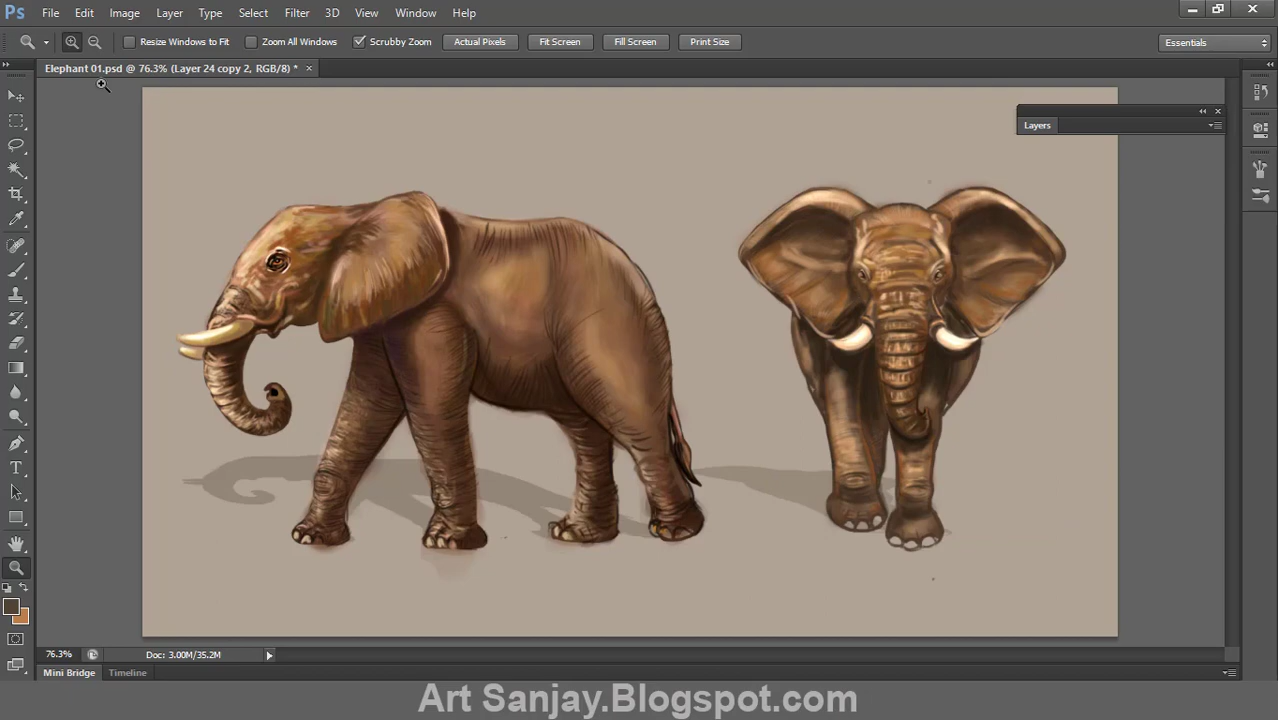 Ps File Edit Image Layer Type Select Filter 3D View Window Help
Resize Windows to Fit Zoom All Windows Scrubby Zoom Actual Pixels Fit Screen Fill Screen Print Size Essentials
Elephant 01.psd @ 76.3% (Layer 24 copy 2, RGB/8) *
Layers
76.3% Doc: 3.00M/35.2M
Mini Bridge Timeline
Art Sanjay.Blogspot.com